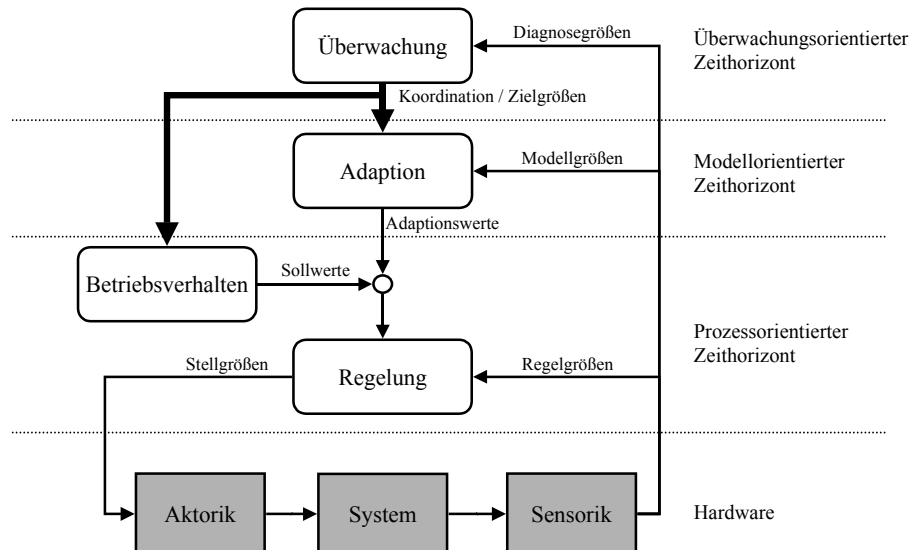 Überwachung
Diagnosegrößen
Überwachungsorientierter
Zeithorizont
Koordination / Zielgrößen
Adaption
Modellgrößen
Modellorientierter
Zeithorizont
Adaptionswerte
Betriebsverhalten
Sollwerte
Prozessorientierter
Zeithorizont
Stellgrößen
Regelung
Regelgrößen
Aktorik
System
Sensorik
Hardware